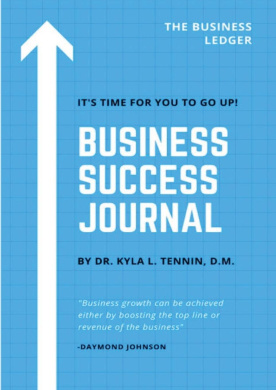 THE BUSINESS
LEDGER
IT'S TIME FOR YOU TO GO UP!
BUSINESS
SUCCESS
JOURNAL
BY DR. KYLA L. TENNIN, D.M.
"Business growth can be achieved
either by boosting the top line or
revenue of the business"
-DAYMOND JOHNSON